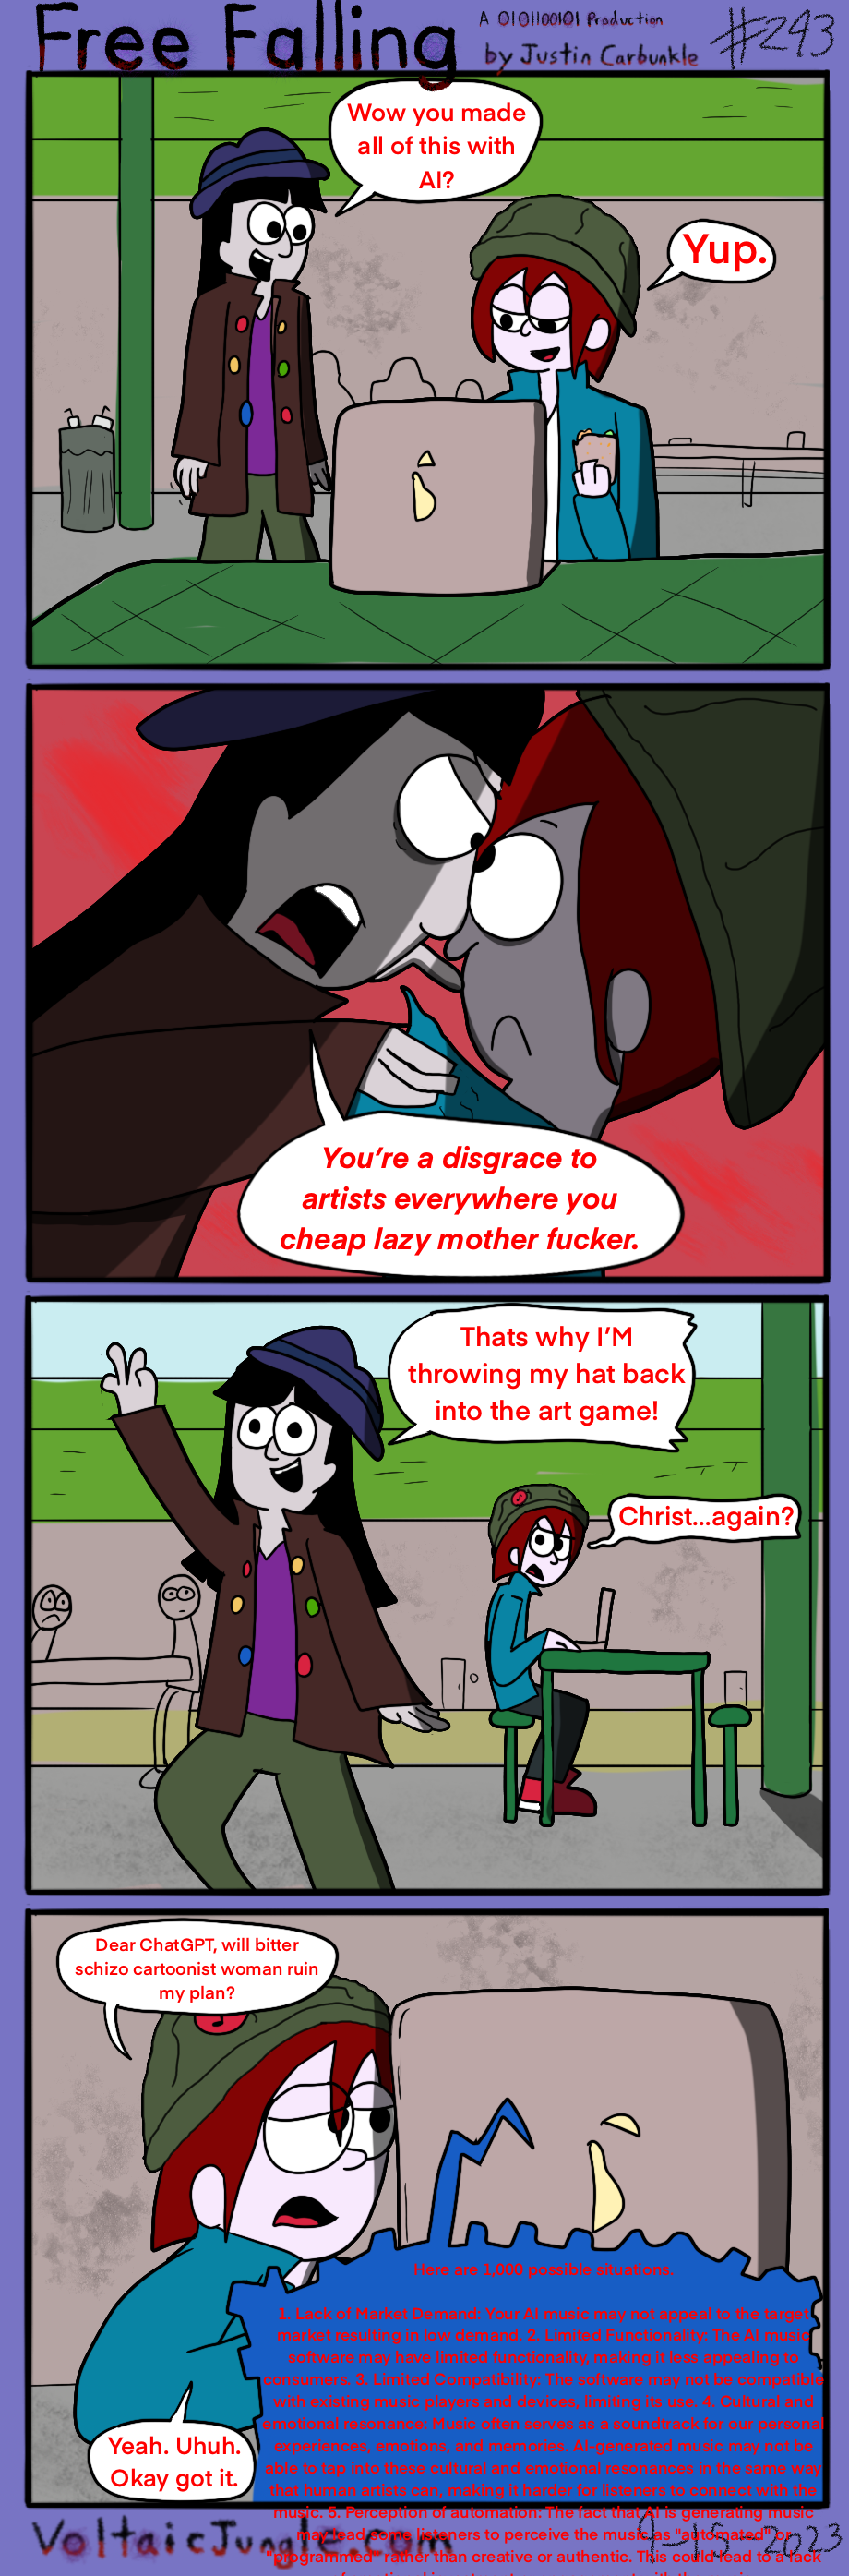 Free Falling
A 0101100101 Production
by Justin Carbunkle
#243
Wow you made
all of this with
AI?
Yup.
You're a disgrace to
artists everywhere you
cheap lazy mother fucker.
Thats why I'M
throwing my hat back
into the art game!
Christ...again?
Dear ChatGPT, will bitter
schizo cartoonist woman ruin
my plan?
Here are 1,000 possible situations.
1. Lack of Market Demand: Your AI music may not appeal to the target
market resulting in low demand. 2. Limited Functionality: The AI music
software may have limited functionality, making it less appealing to
consumers. 3. Limited Compatibility: The software may not be compatible
with existing music players and devices, limiting its use. 4. Cultural and
emotional resonance: Music often serves as a soundtrack for our personal
experiences, emotions, and memories. AI-generated music may not be
able to tap into these cultural and emotional resonances in the same way
that human artists can, making it harder for listeners to connect with the
music. 5. Perception of automation: The fact that AI is generating music
may lead some listeners to perceive the music as "automated" or
"programmed" rather than creative or authentic. This could lead to a lack
Yeah. Uhuh.
Okay got it.
VoltaicJungle.com
9-15-2023